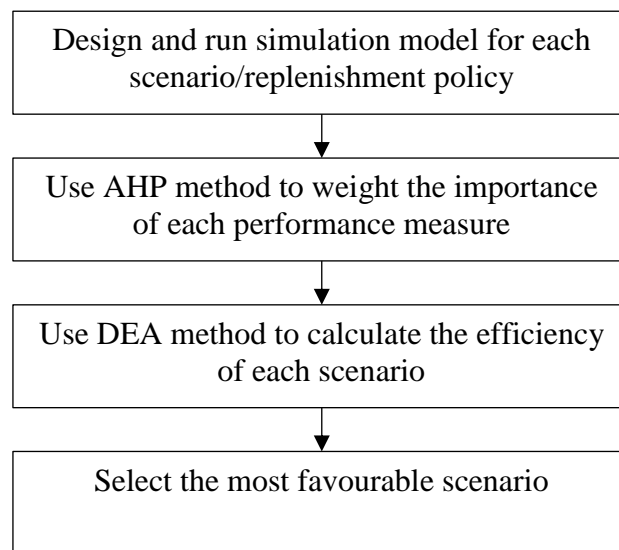 Design and run simulation model for each
scenario/replenishment policy
Use AHP method to weight the importance
of each performance measure
Use DEA method to calculate the efficiency
of each scenario
Select the most favourable scenario